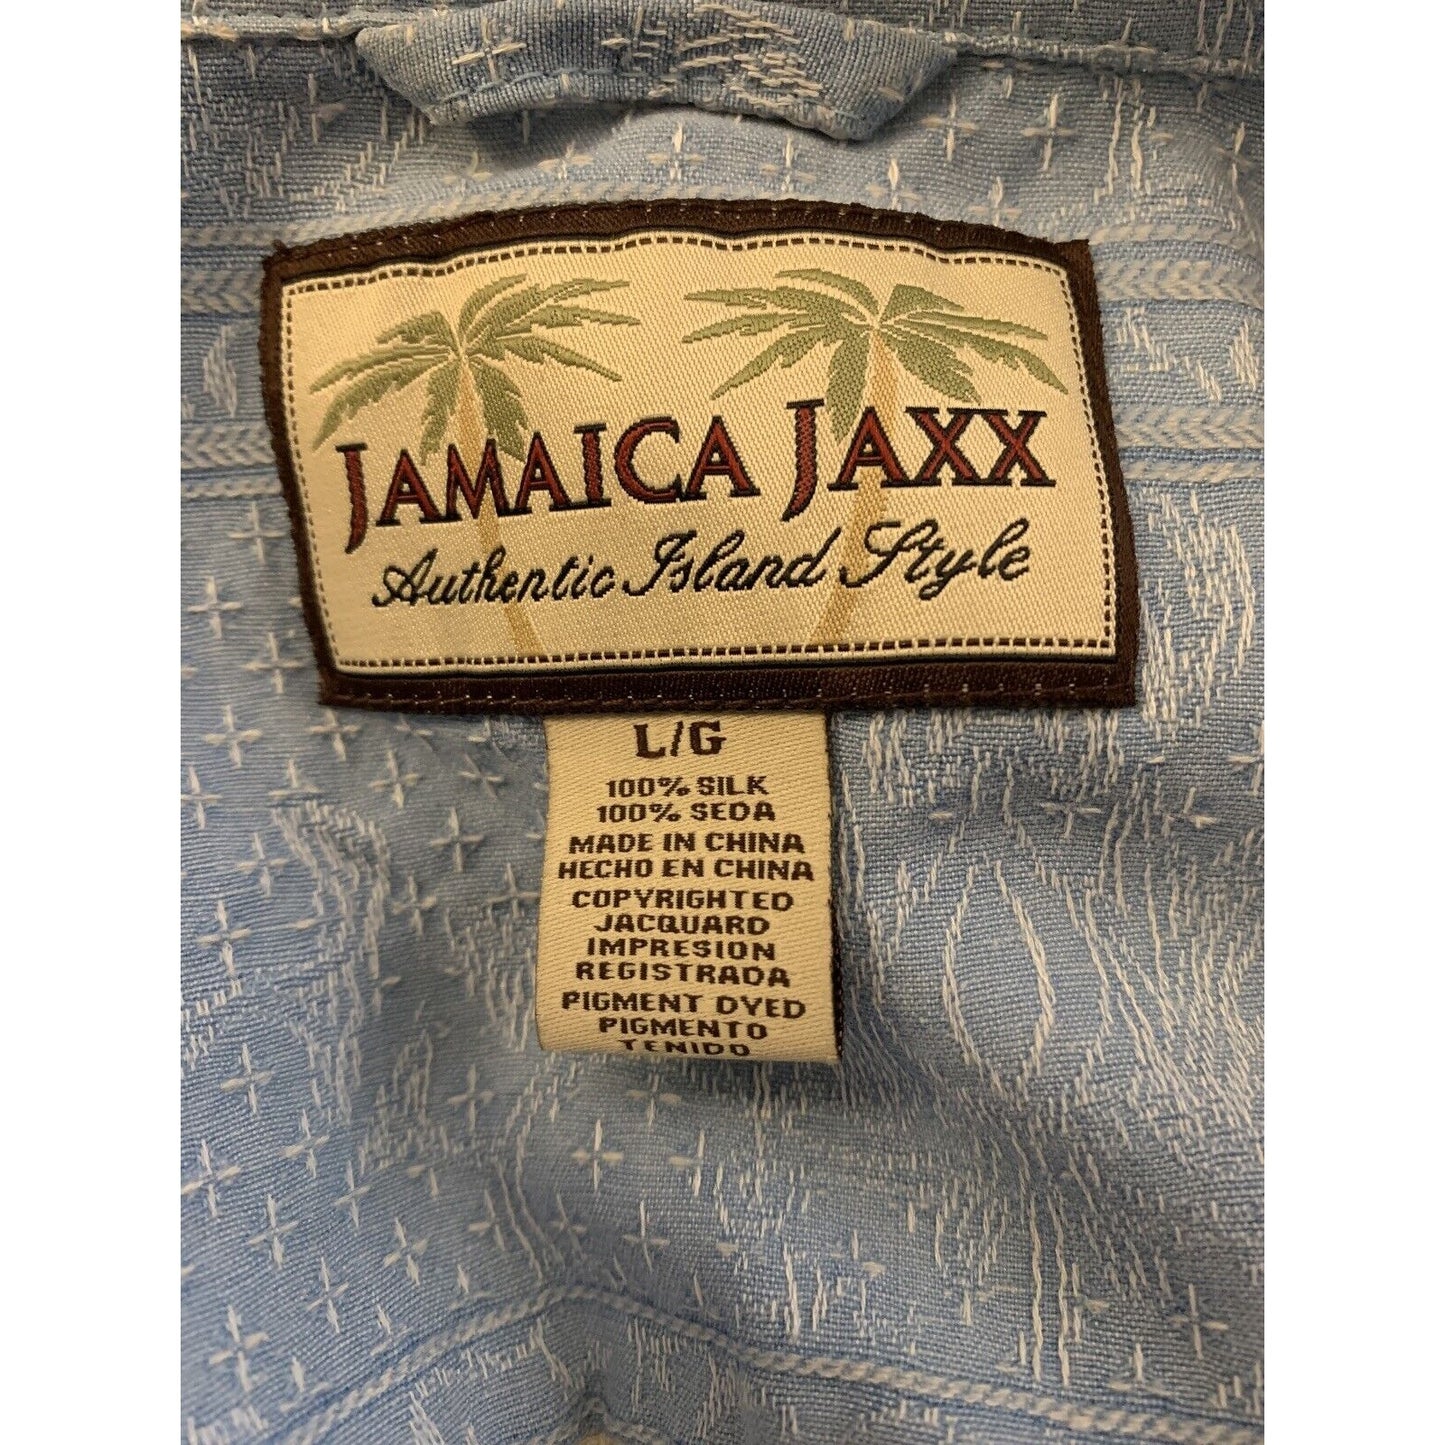 JAMAICA JAXX
Authentic Island Style
L/G
100% SILK
100% SEDA
MADE IN CHINA
HECHO EN CHINA
COPYRIGHTED
JACQUARD
IMPRESION
REGISTRADA
PIGMENT DYED
PIGMENTO
TENIDO